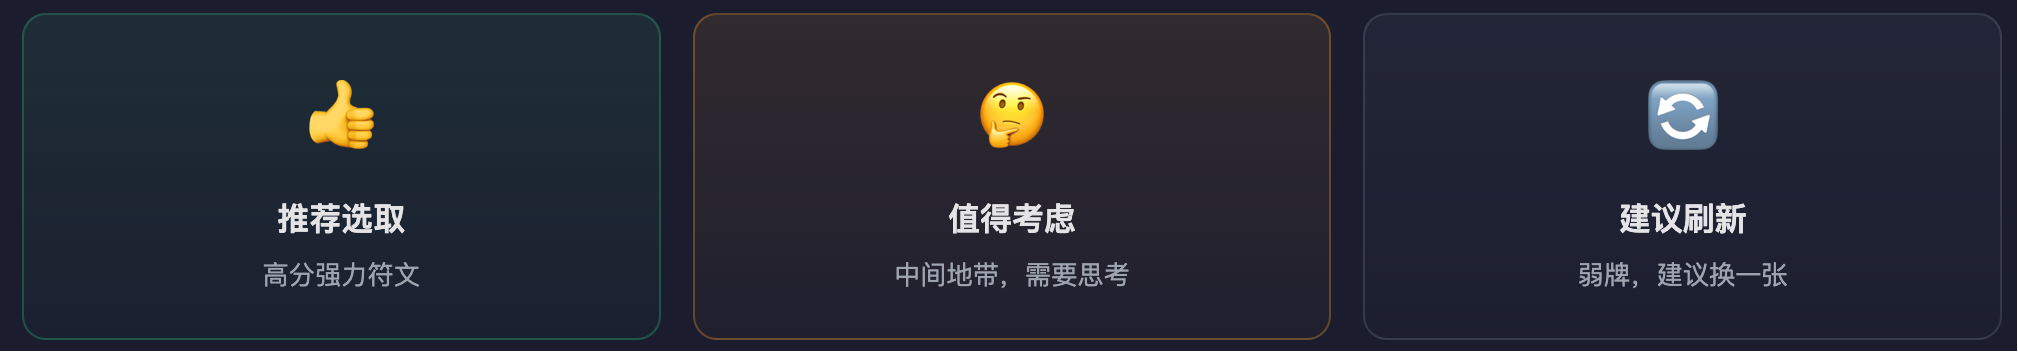 推荐选取
高分强力符文
值得考虑
中间地带，需要思考
建议刷新
弱牌，建议换一张